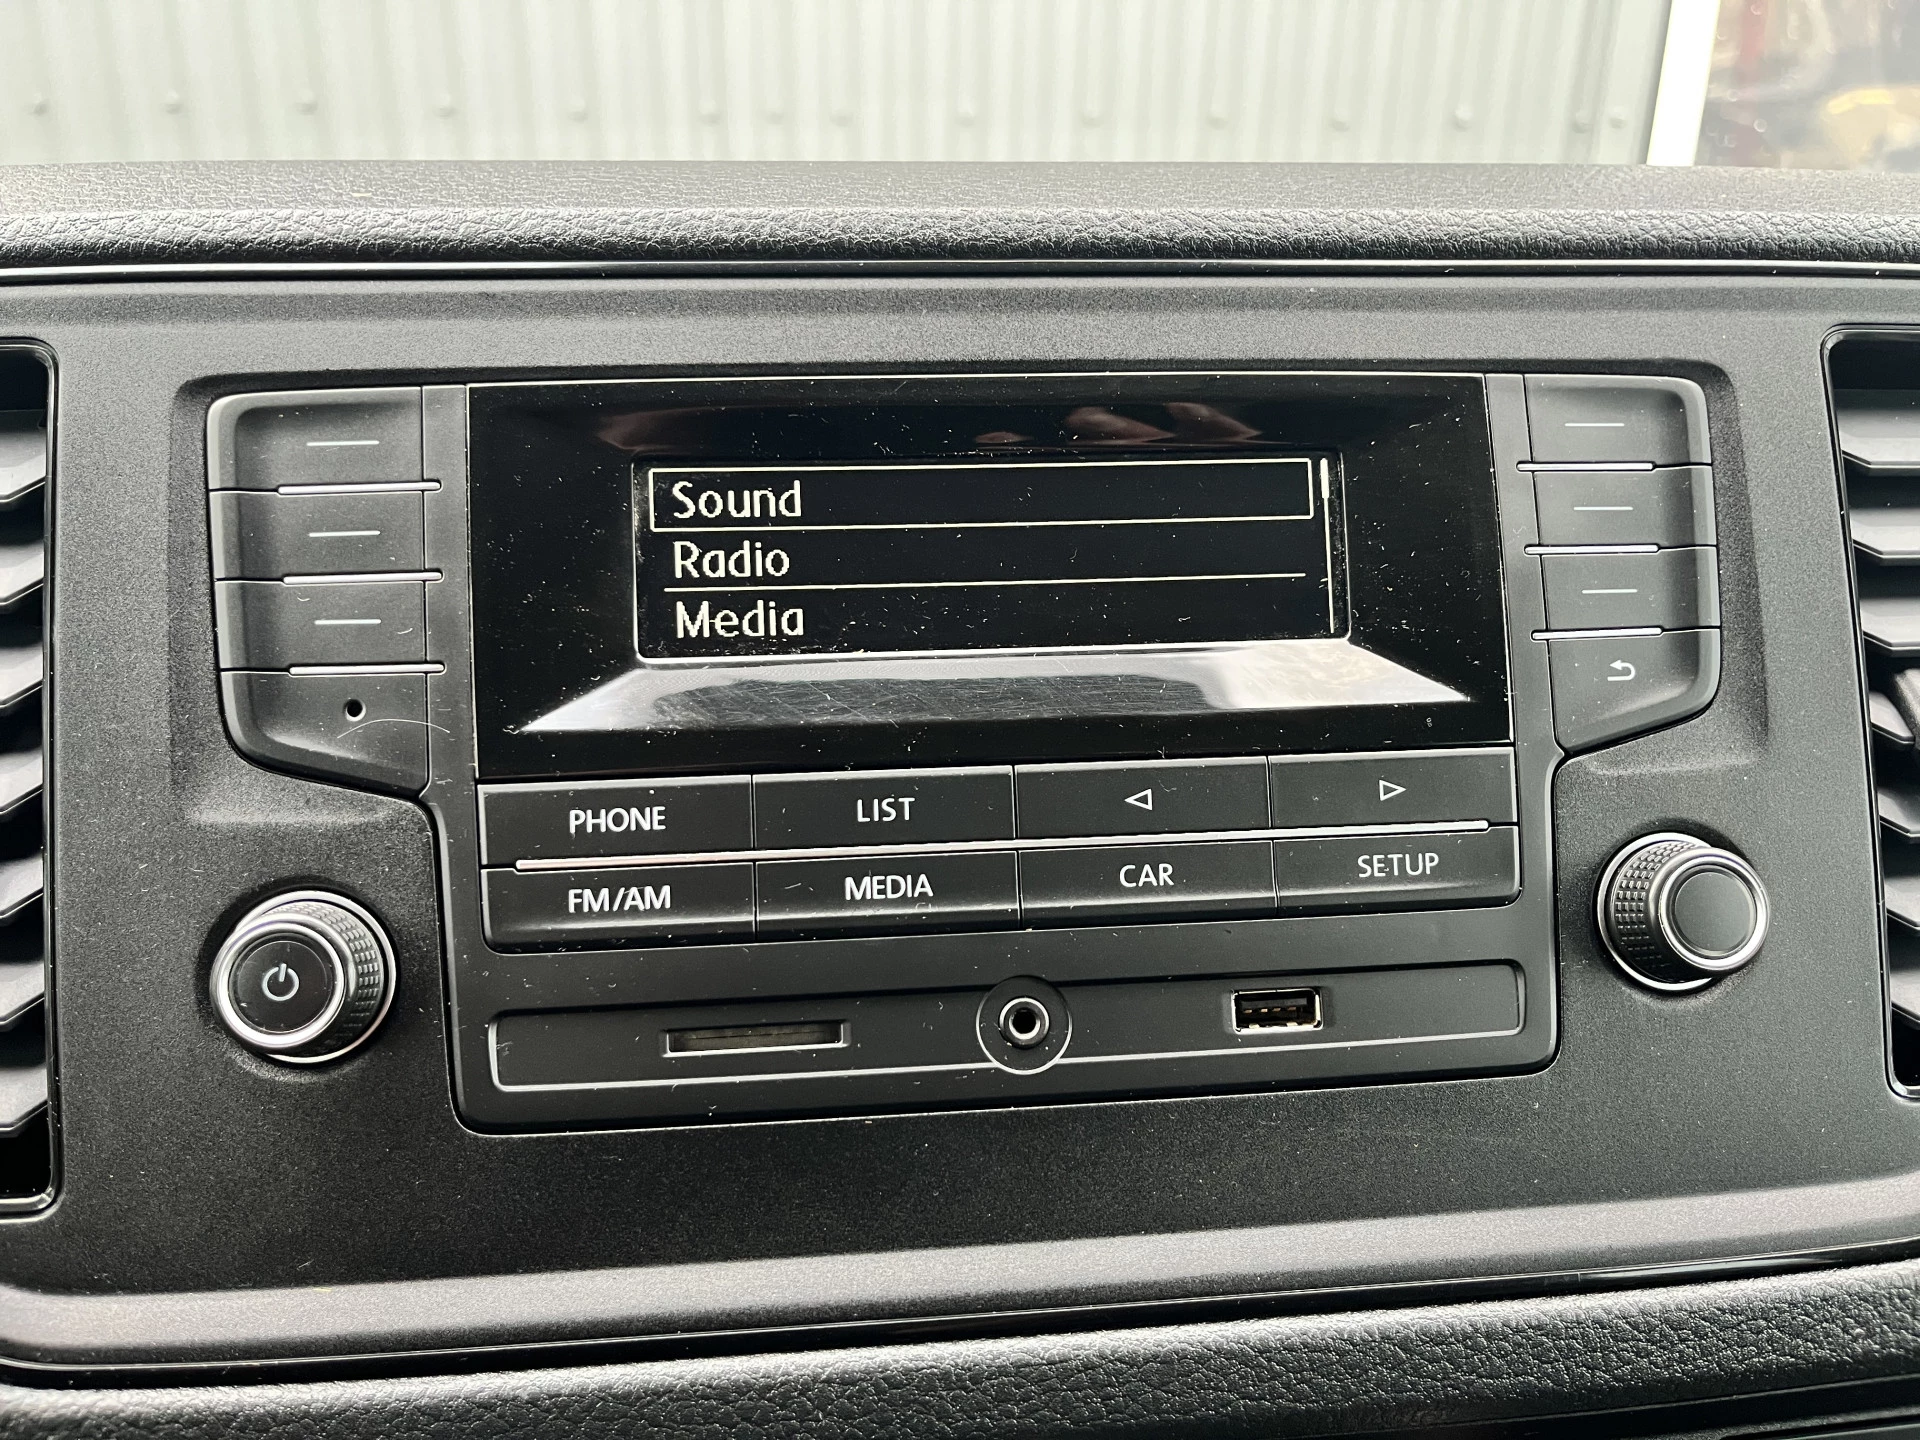 Sound
Radio
Media
PHONE
LIST
FM/AM
MEDIA
CAR
SETUP